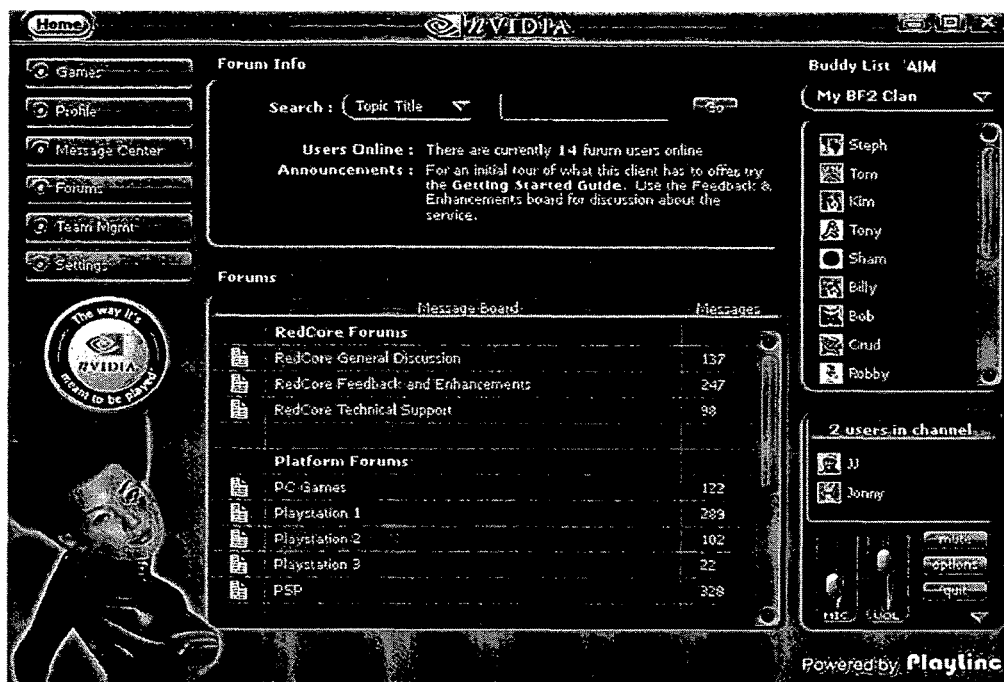 Home
nVIDIA
Games
Profile
Message Center
Forums
Team Mgmt
Settings
The way it's
nVIDIA
meant to be played
Forum Info
Search : Topic Title Go
Users Online : There are currently 14 forum users online
Announcements : For an initial tour of what this client has to offer try
the Getting Started Guide. Use the Feedback &
Enhancements board for discussion about the
service.
Forums
Message Board Messages
RedCore Forums
RedCore General Discussion 137
RedCore Feedback and Enhancements 247
RedCore Technical Support 98
Platform Forums
PC Games 122
Playstation 1 289
Playstation 2 102
Playstation 3 22
PSP 328
Buddy List AIM
My BF2 Clan
Steph
Tom
Kim
Tony
Sham
Billy
Bob
Crud
Robby
2 users in channel
JJ
Jonny
mute
options
quit
MIC VOL
Powered by Playlinc